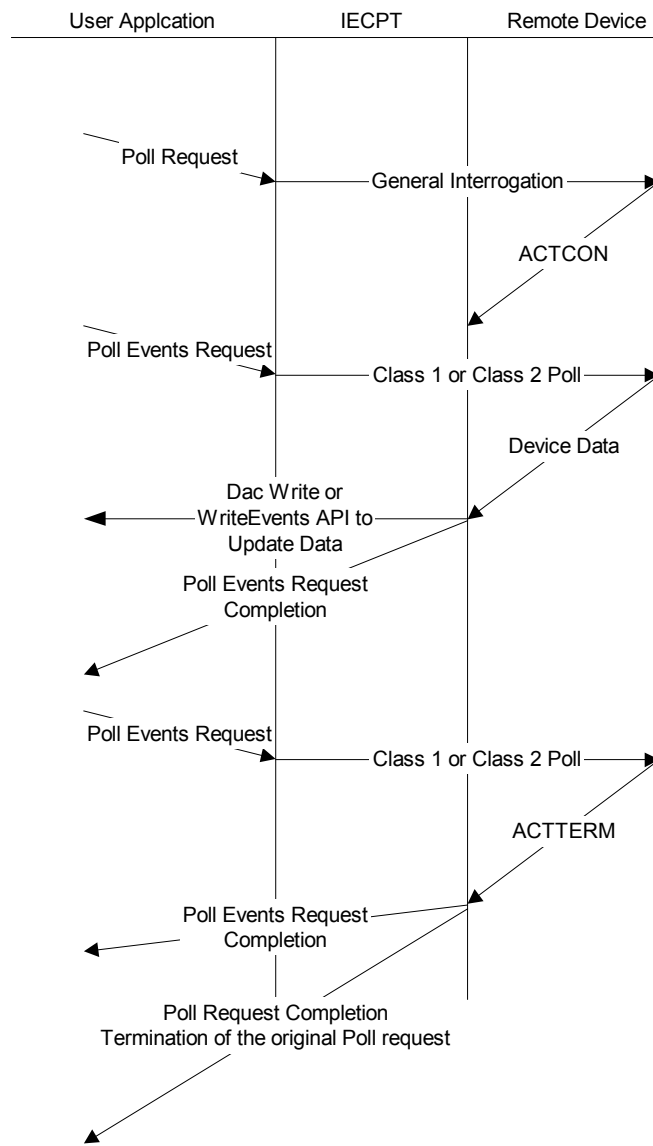 User Applcation
IECPT
Remote Device
Poll Request
General Interrogation
ACTCON
Poll Events Request
Class 1 or Class 2 Poll
Device Data
Dac Write or
WriteEvents API to
Update Data
Poll Events Request
Completion
Poll Events Request
Class 1 or Class 2 Poll
ACTTERM
Poll Events Request
Completion
Poll Request Completion
Termination of the original Poll request